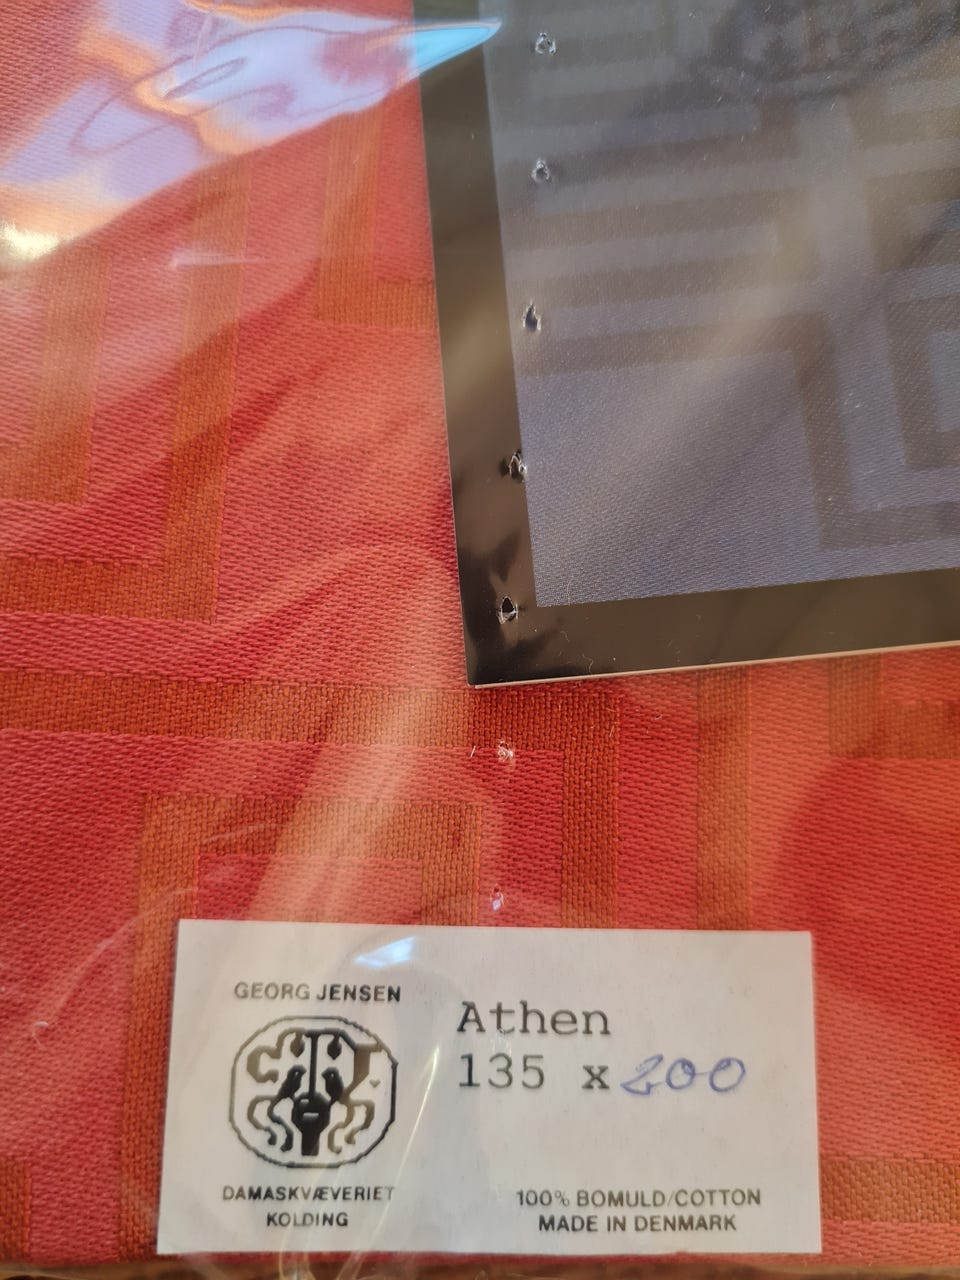 GEORG JENSEN
DAMASKVÆVERIET
KOLDING
Athen
135 x 200
100% BOMULD/COTTON
MADE IN DENMARK